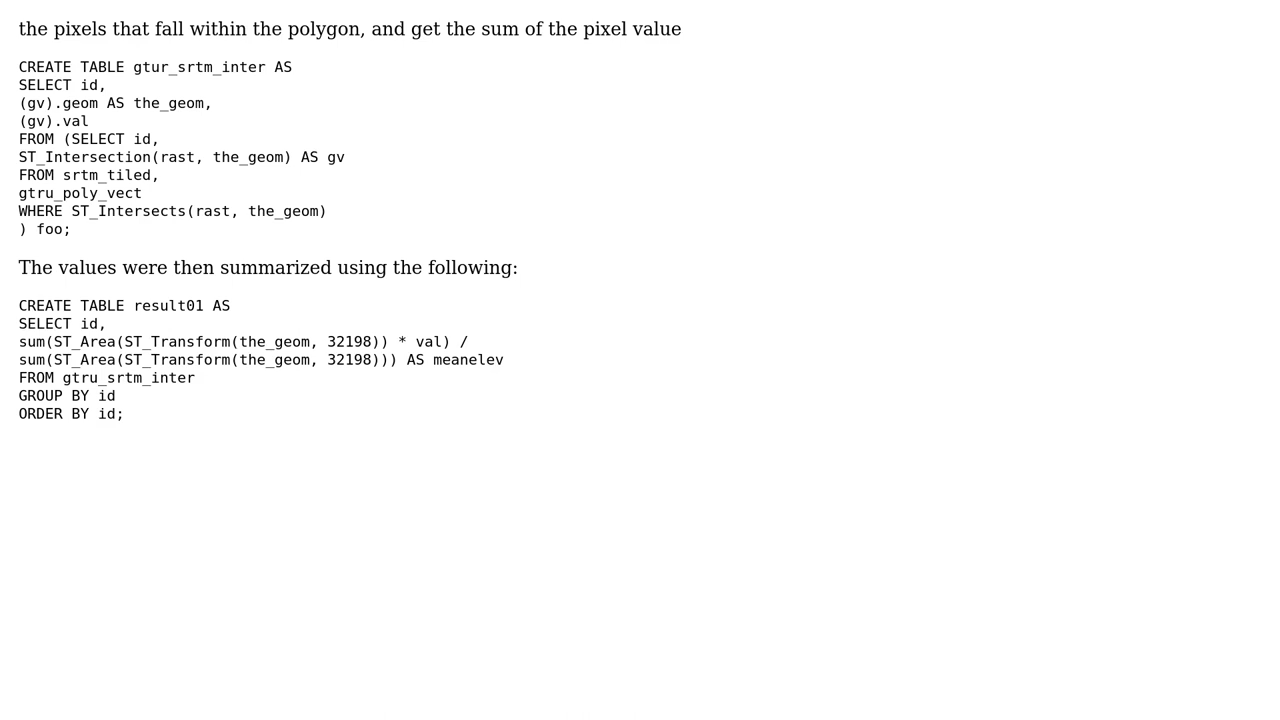 the pixels that fall within the polygon, and get the sum of the pixel value
CREATE TABLE gtur_srtm_inter AS
SELECT id,
(gv).geom AS the_geom,
(gv).val
FROM (SELECT id,
ST_Intersection(rast, the_geom) AS gv
FROM srtm_tiled,
gtru_poly_vect
WHERE ST_Intersects(rast, the_geom)
) foo;
The values were then summarized using the following:
CREATE TABLE result01 AS
SELECT id,
sum(ST_Area(ST_Transform(the_geom, 32198)) * val) /
sum(ST_Area(ST_Transform(the_geom, 32198))) AS meanelev
FROM gtru_srtm_inter
GROUP BY id
ORDER BY id;